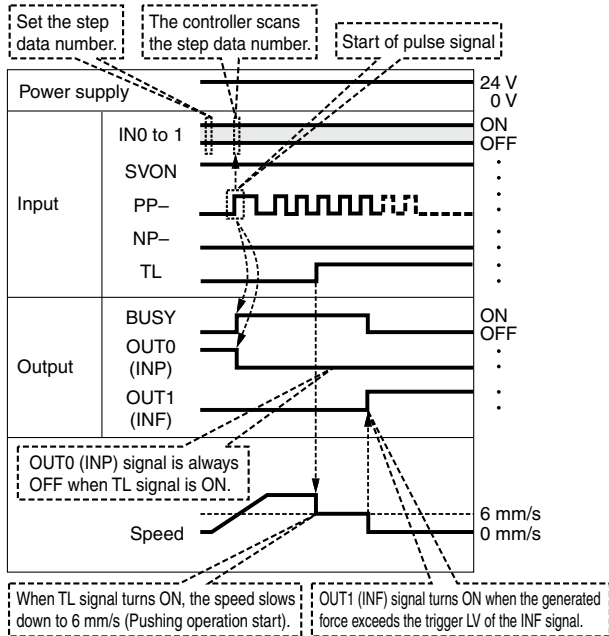 Set the step
data number.
The controller scans
the step data number.
Start of pulse signal
Power supply
24 V
0 V
Input
IN0 to 1
ON
OFF
SVON
PP–
NP–
TL
Output
BUSY
ON
OFF
OUT0
(INP)
OUT1
(INF)
OUT0 (INP) signal is always
OFF when TL signal is ON.
Speed
6 mm/s
0 mm/s
When TL signal turns ON, the speed slows
down to 6 mm/s (Pushing operation start).
OUT1 (INF) signal turns ON when the generated
force exceeds the trigger LV of the INF signal.